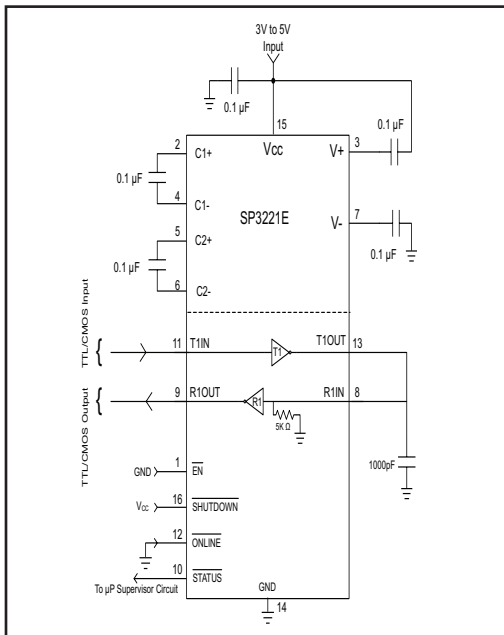 3V to 5V
Input
0.1 µF
15
0.1 µF
2
C1+
VCC
V+
3
0.1 µF
4
C1-
SP3221E
5
C2+
V-
7
0.1 µF
6
C2-
0.1 µF
TTL/CMOS Input
11
T1IN
T1
T1OUT
13
TTL/CMOS Output
9
R1OUT
R1
R1IN
8
5K Ω
1000pF
GND
1
EN
VCC
16
SHUTDOWN
12
ONLINE
10
STATUS
To µP Supervisor Circuit
GND
14